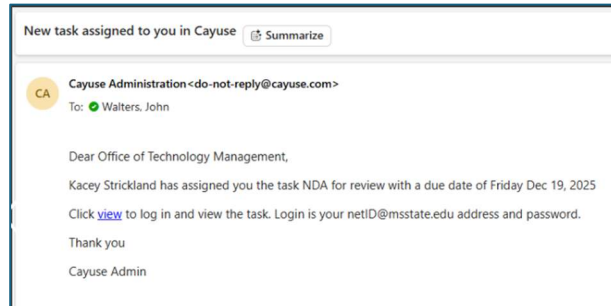 New task assigned to you in Cayuse Summarize
CA
Cayuse Administration<do-not-reply@cayuse.com>
To: Walters, John
Dear Office of Technology Management,
Kacey Strickland has assigned you the task NDA for review with a due date of Friday Dec 19, 2025
Click view to log in and view the task. Login is your netID@msstate.edu address and password.
Thank you
Cayuse Admin